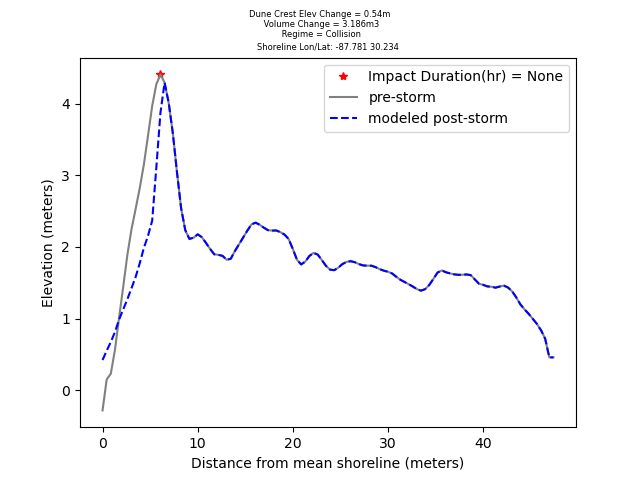 Dune Crest Elev Change = 0.54m
Volume Change = 3.186m3
Regime = Collision
Shoreline Lon/Lat: -87.781 30.234
Impact Duration(hr) = None
pre-storm
modeled post-storm
4
3
2
1
0
Elevation (meters)
0 10 20 30 40
Distance from mean shoreline (meters)